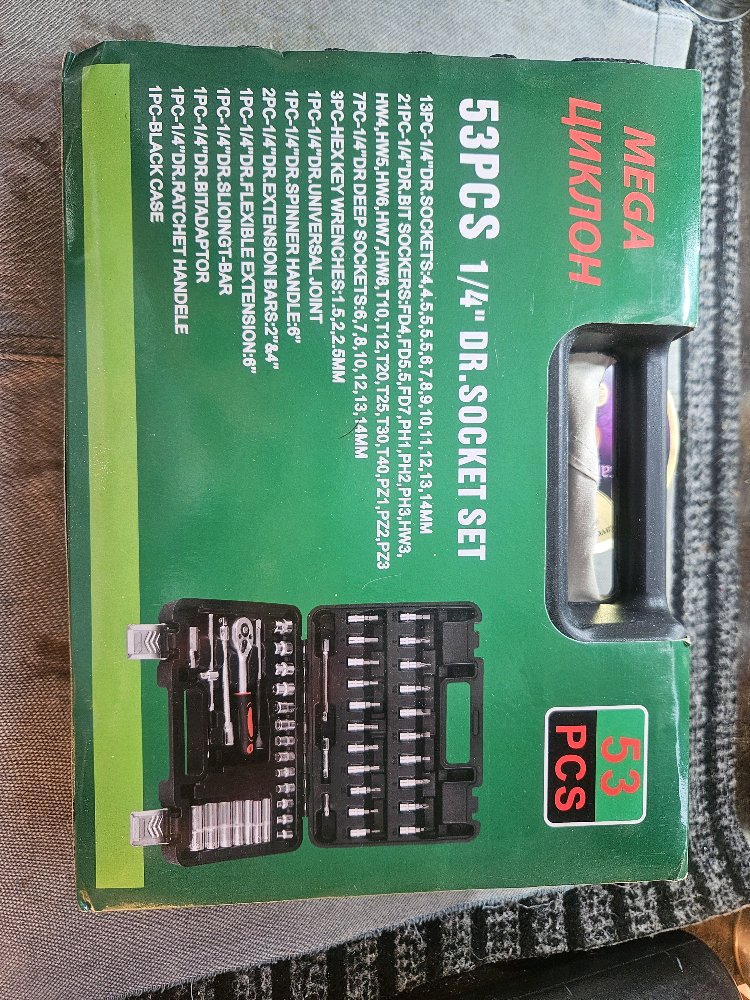 MEGA
ЦИКЛОН
53PCS 1/4" DR.SOCKET SET
13PC-1/4"DR.SOCKETS:4,4.5,5,5.5,6,7,8,9,10,11,12,13,14MM
21PC-1/4"DR.BIT SOCKERS:FD4,FD5.5,FD7,PH1,PH2,PH3,HW3,
HW4,HW5,HW6,HW7,HW8,T10,T12,T20,T25,T30,T40,PZ1,PZ2,PZ3
7PC-1/4"DR DEEP SOCKETS:6,7,8,10,12,13,14MM
3PC-HEX KEY WRENCHES:1.5,2,2.5MM
1PC-1/4"DR.UNIVERSAL JOINT
1PC-1/4"DR.SPINNER HANDLE:6"
2PC-1/4"DR.EXTENSION BARS:2"&4"
1PC-1/4"DR.FLEXIBLE EXTENSION:6"
1PC-1/4"DR.SLIOINGT-BAR
1PC-1/4"DR.BITADAPTOR
1PC-1/4"DR.RATCHET HANDELE
1PC-BLACK CASE
53
PCS